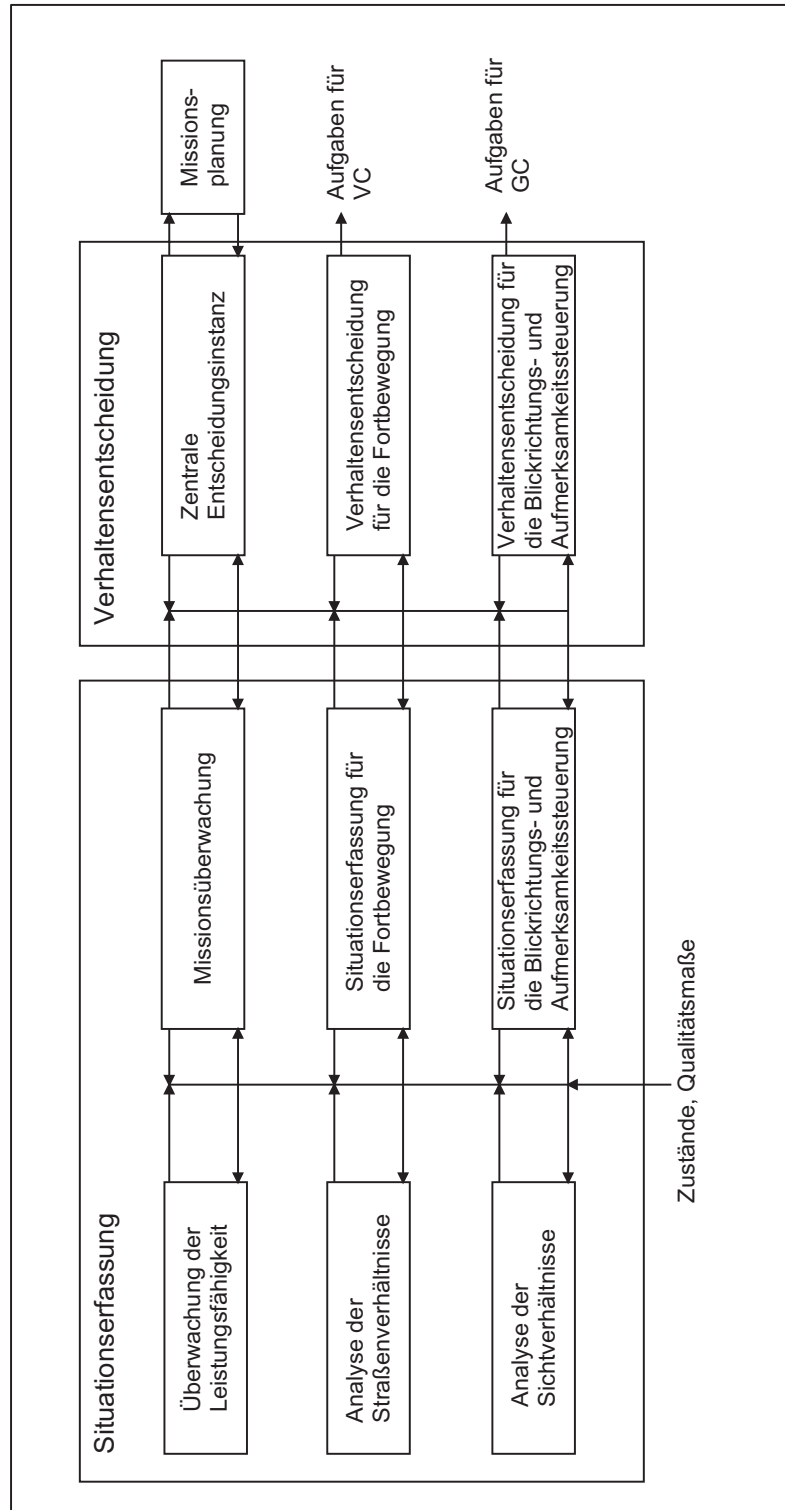 Situationserfassung
Überwachung der
Leistungsfähigkeit
Analyse der
Straßenverhältnisse
Analyse der
Sichtverhältnisse
Missionsüberwachung
Situationserfassung für
die Fortbewegung
Situationserfassung für
die Blickrichtungs- und
Aufmerksamkeitssteuerung
Zustände, Qualitätsmaße
Verhaltensentscheidung
Zentrale
Entscheidungsinstanz
Verhaltensentscheidung
für die Fortbewegung
Verhaltensentscheidung für
die Blickrichtungs- und
Aufmerksamkeitssteuerung
Missions-
planung
Aufgaben für
VC
Aufgaben für
GC